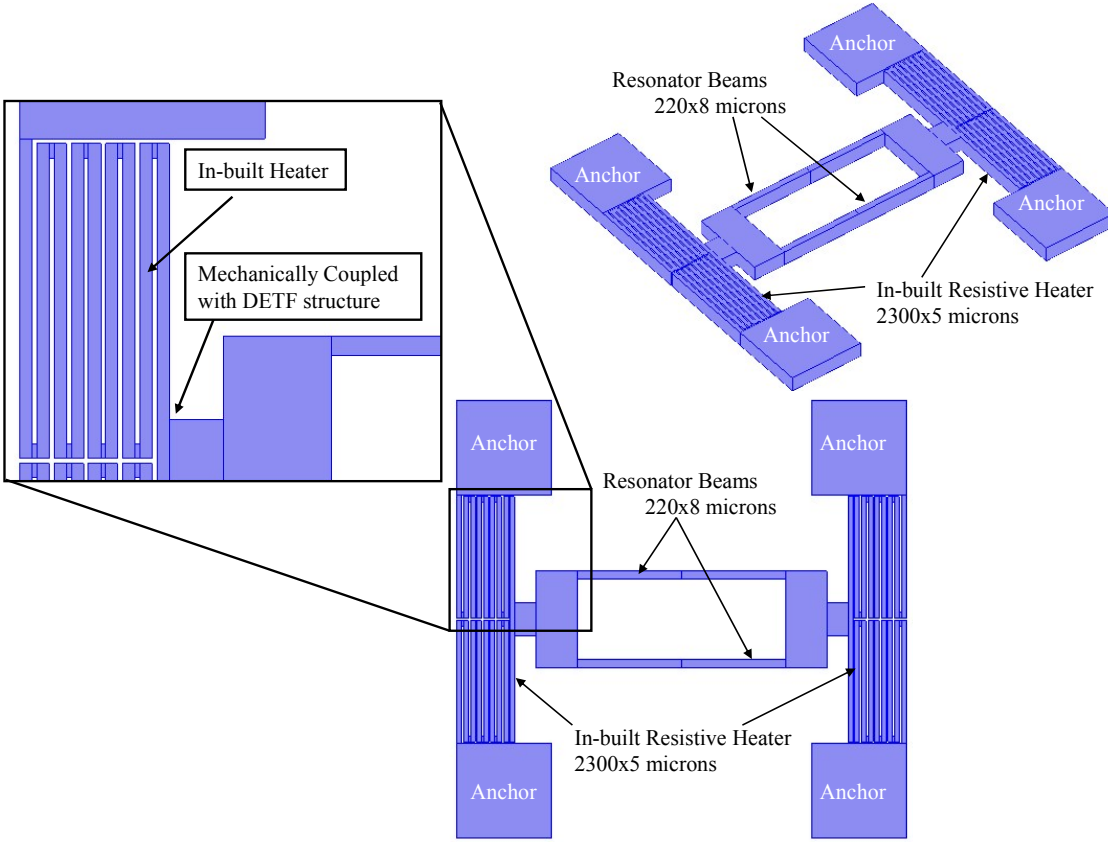 Anchor
Resonator Beams
220x8 microns
In-built Heater
Anchor
Anchor
Mechanically Coupled
with DETF structure
In-built Resistive Heater
2300x5 microns
Anchor
Anchor
Anchor
Resonator Beams
220x8 microns
In-built Resistive Heater
2300x5 microns
Anchor
Anchor